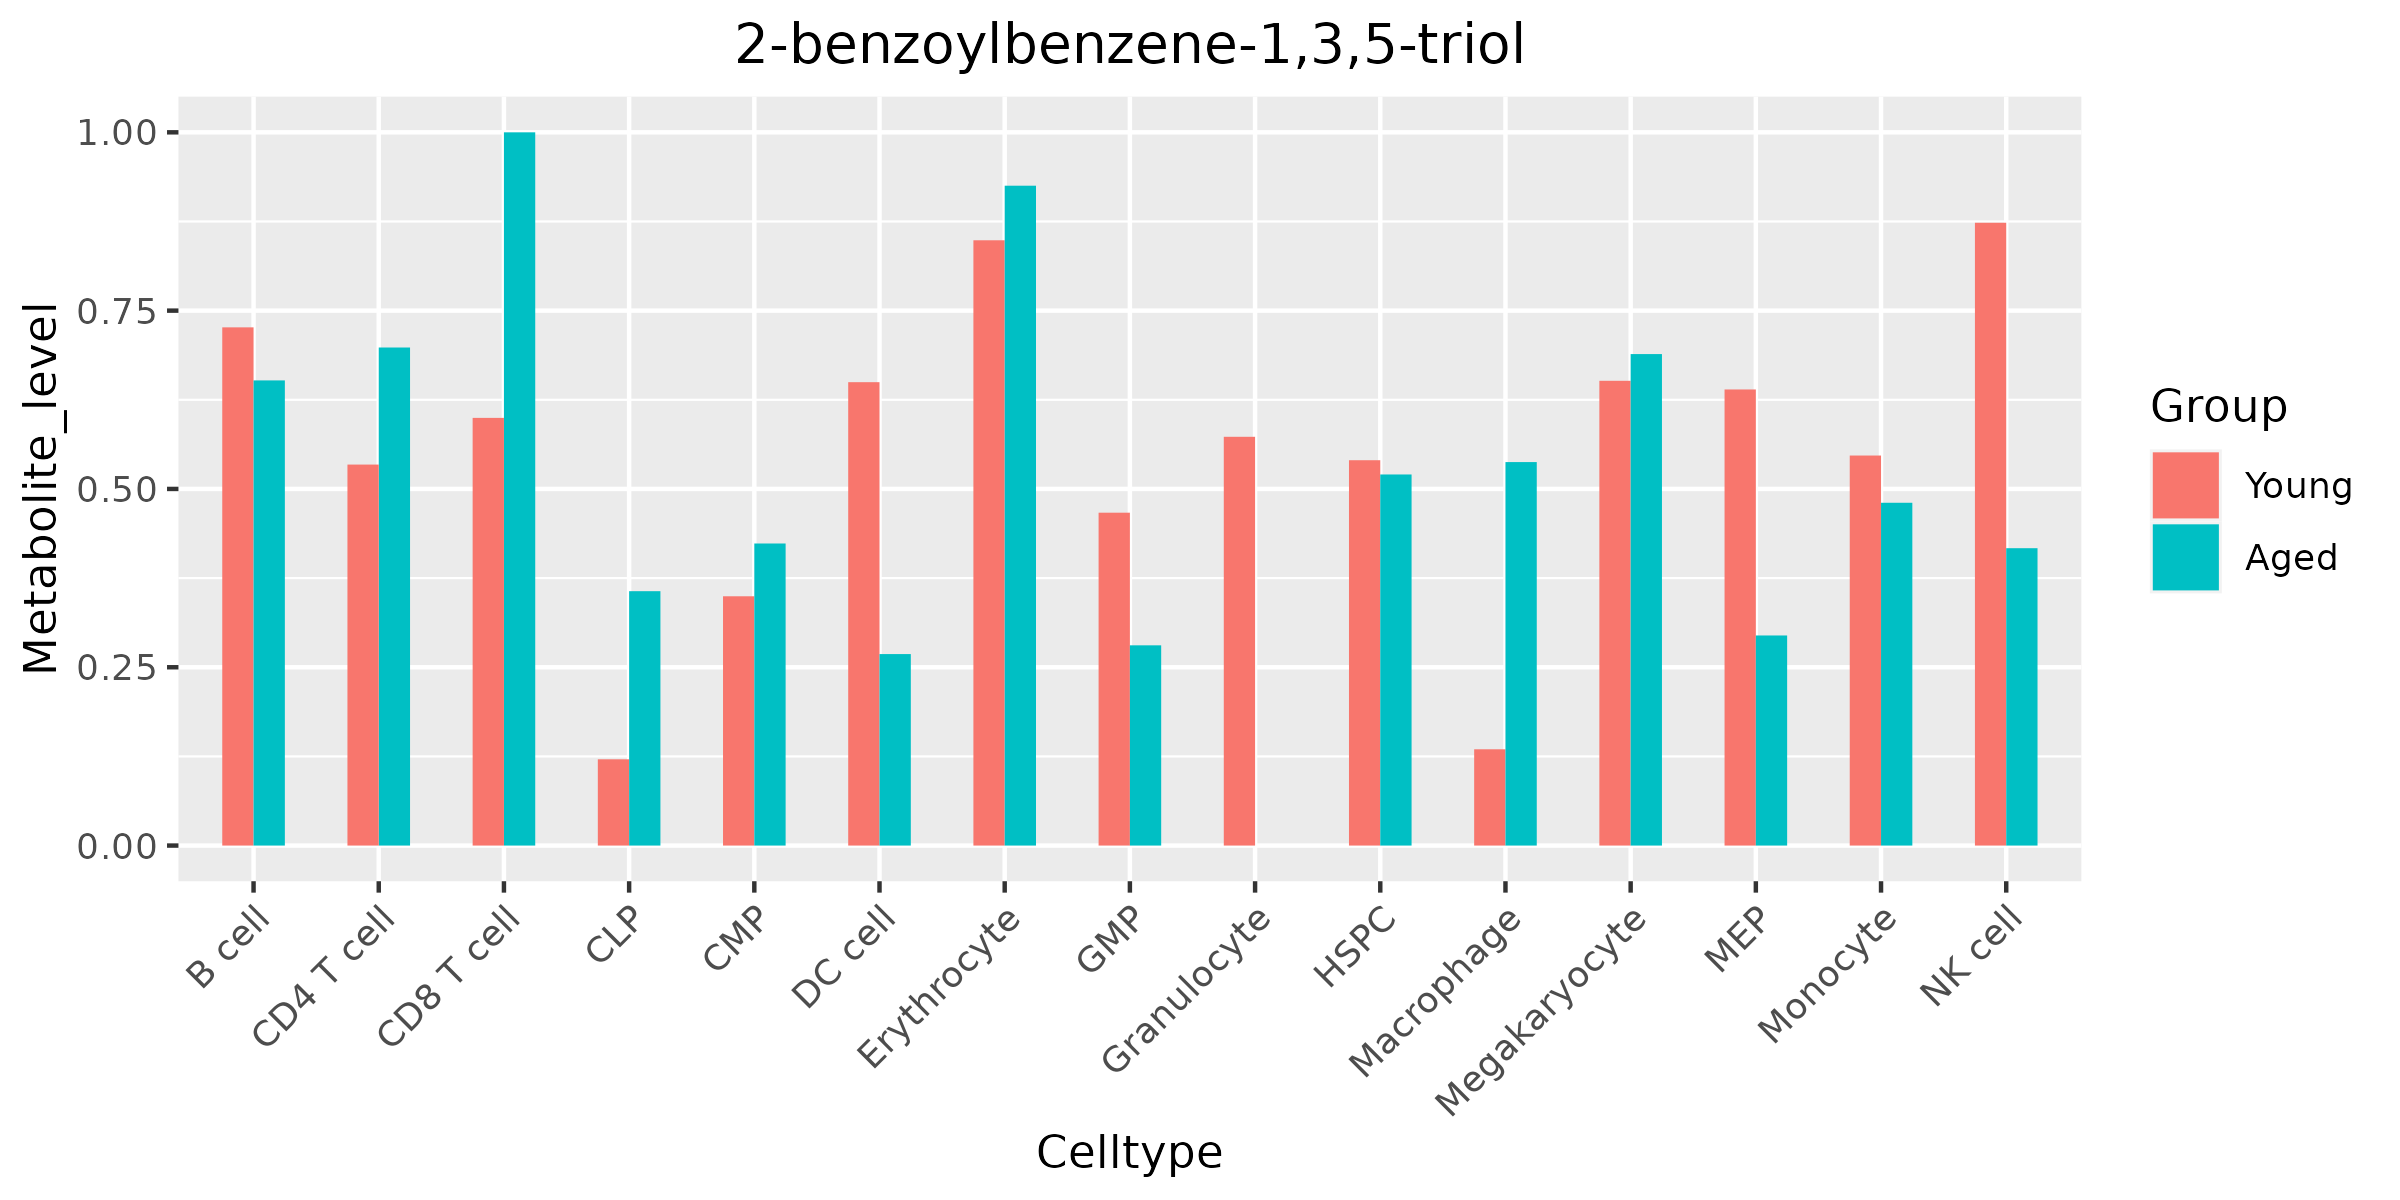 2-benzoylbenzene-1,3,5-triol
Metabolite_level
1.00
0.75
0.50
0.25
0.00
B cell
CD4 T cell
CD8 T cell
CLP
CMP
DC cell
Erythrocyte
GMP
Granulocyte
HSPC
Macrophage
Megakaryocyte
MEP
Monocyte
NK cell
Celltype
Group
Young
Aged